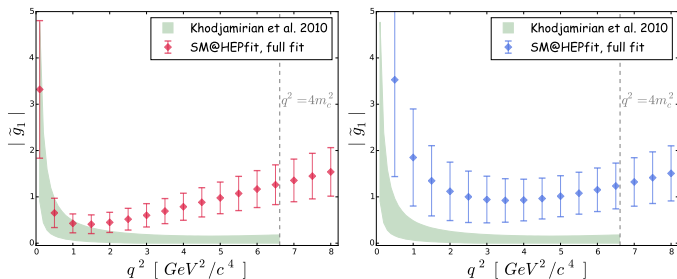 5
4
3
2
1
0
| g̃₁ |
Khodjamirian et al. 2010
SM@HEPfit, full fit
q² = 4m_c²
0 1 2 3 4 5 6 7 8
q² [ GeV²/c⁴ ]
5
4
3
2
1
0
| g̃₁ |
Khodjamirian et al. 2010
SM@HEPfit, full fit
q² = 4m_c²
0 1 2 3 4 5 6 7 8
q² [ GeV²/c⁴ ]